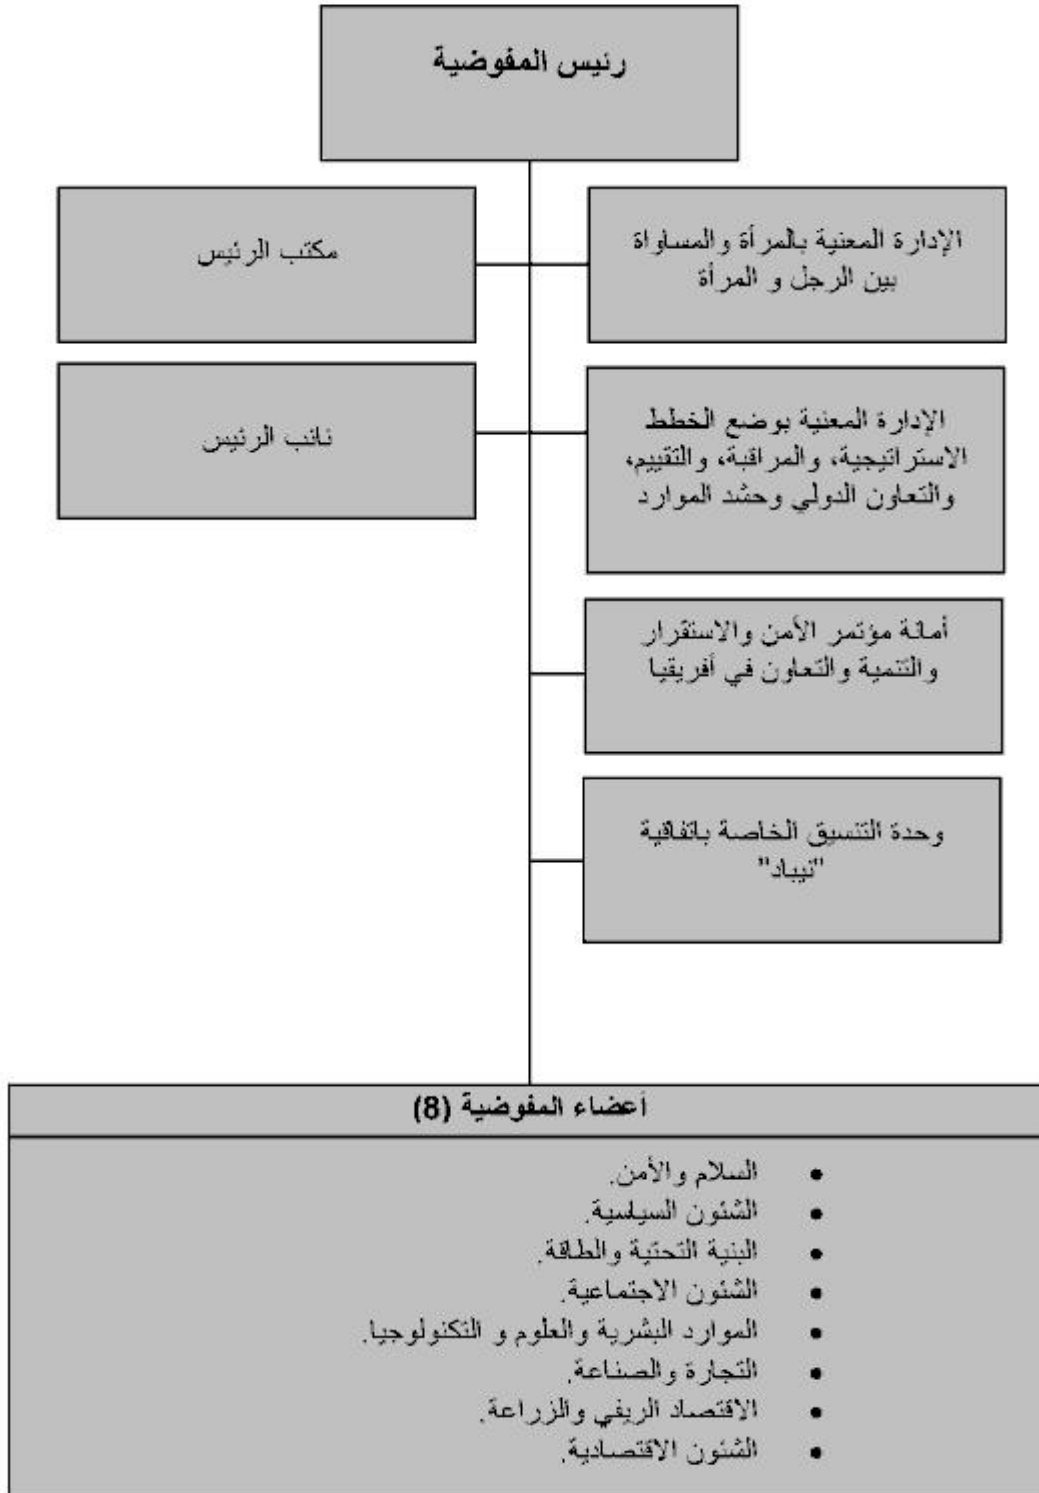 رئيس المفوضية
الإدارة المعنية بالمرأة والمساواة
بين الرجل و المرأة
مكتب الرئيس
الإدارة المعنية بوضع الخطط
الاستراتيجية، والمراقبة، والتقييم،
والتعاون الدولي وحشد الموارد
نائب الرئيس
أمانة مؤتمر الأمن والاستقرار
والتنمية والتعاون في أفريقيا
وحدة التنسيق الخاصة باتفاقية
"نيباد"
أعضاء المفوضية (8)
• السلام والأمن.
• الشئون السياسية.
• البنية التحتية والطاقة.
• الشئون الاجتماعية.
• الموارد البشرية والعلوم و التكنولوجيا.
• التجارة والصناعة.
• الاقتصاد الريفي والزراعة.
• الشئون الاقتصادية.